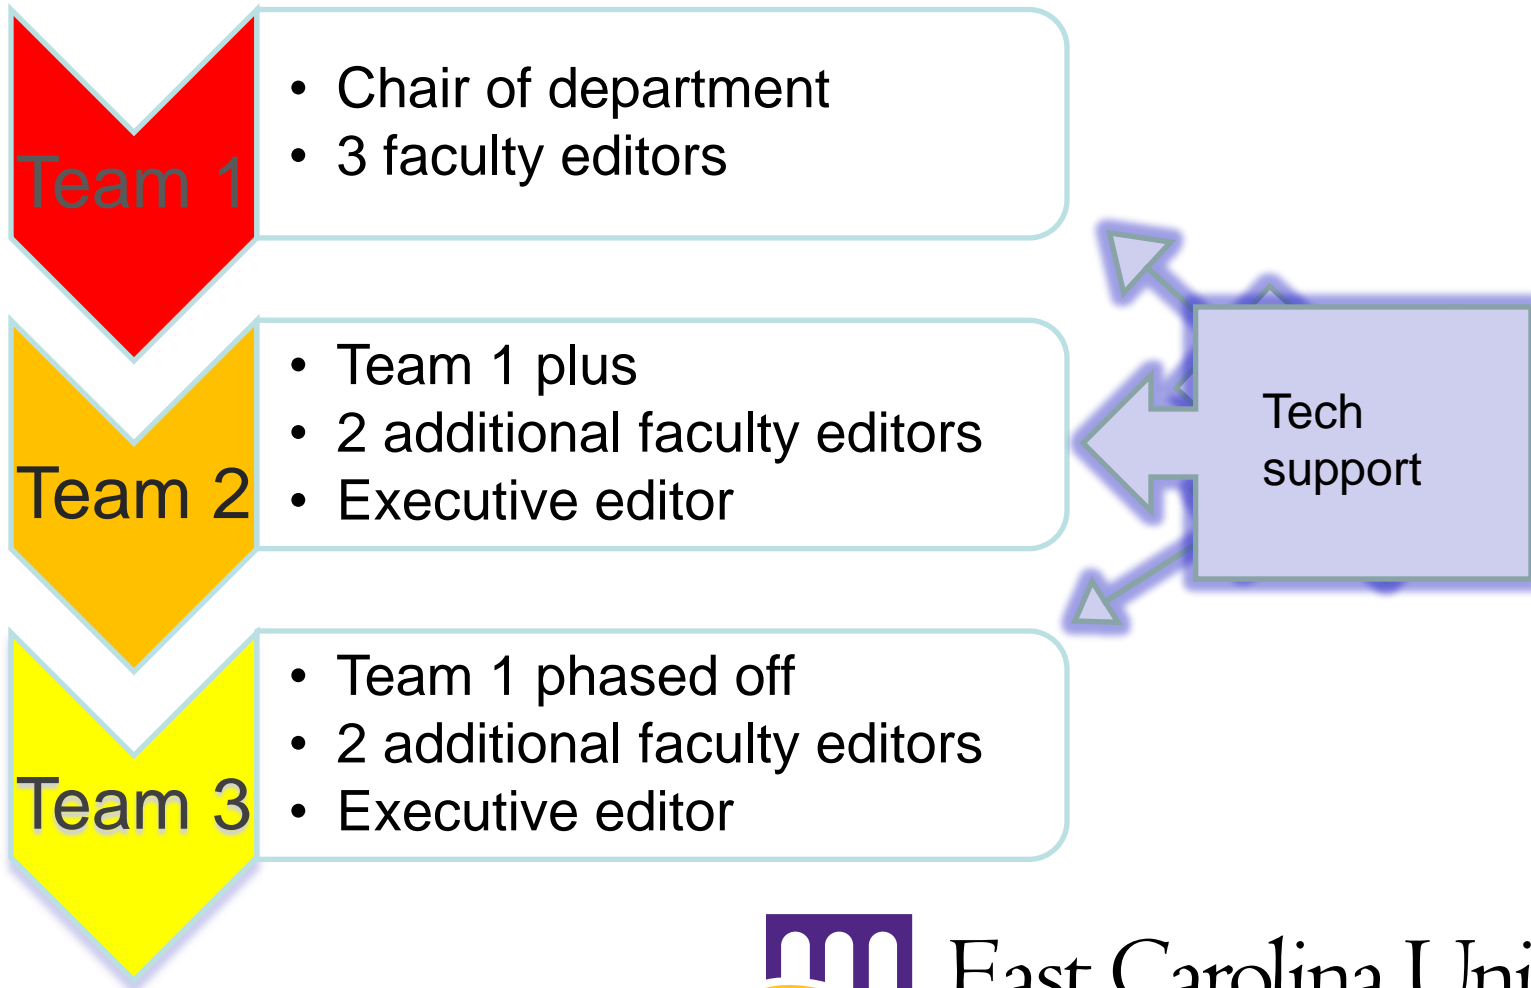 Team 1
• Chair of department
• 3 faculty editors
Team 2
• Team 1 plus
• 2 additional faculty editors
• Executive editor
Tech
support
Team 3
• Team 1 phased off
• 2 additional faculty editors
• Executive editor
East Carolina Uni